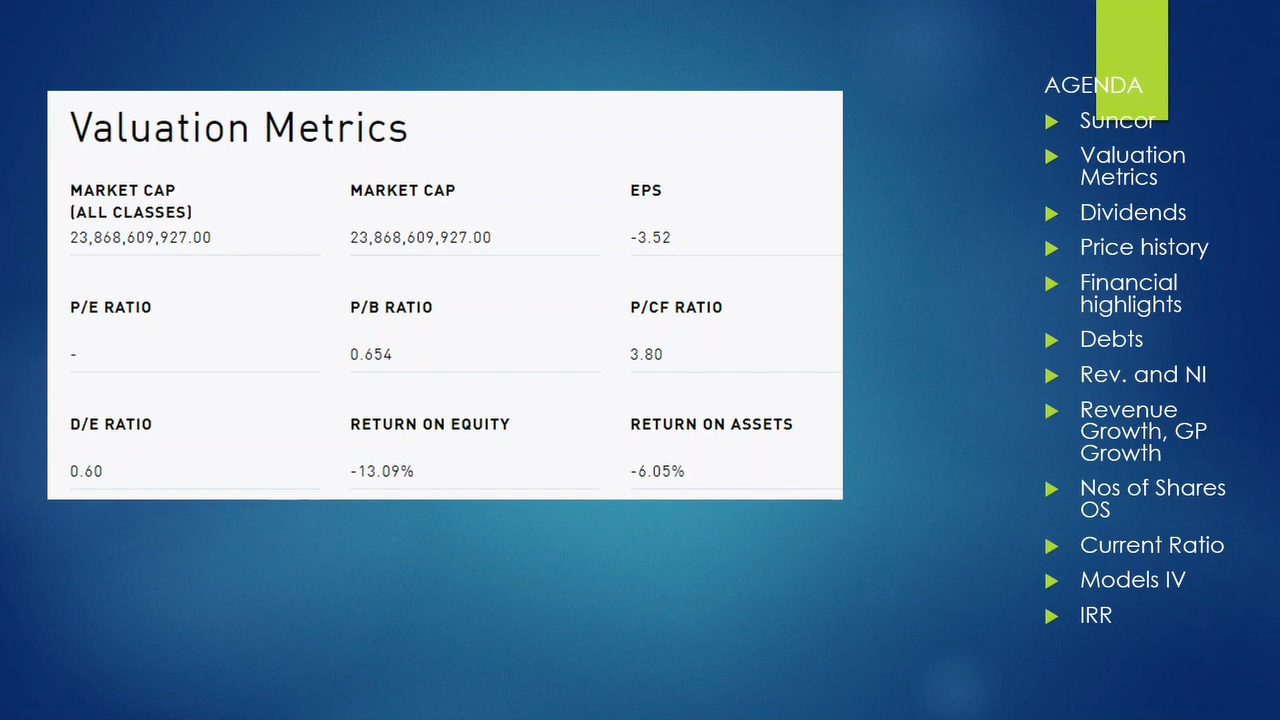 Valuation Metrics
MARKET CAP
(ALL CLASSES)
23,868,609,927.00
MARKET CAP
23,868,609,927.00
EPS
-3.52
P/E RATIO
-
P/B RATIO
0.654
P/CF RATIO
3.80
D/E RATIO
0.60
RETURN ON EQUITY
-13.09%
RETURN ON ASSETS
-6.05%
AGENDA
Suncor
Valuation
Metrics
Dividends
Price history
Financial
highlights
Debts
Rev. and NI
Revenue
Growth, GP
Growth
Nos of Shares
OS
Current Ratio
Models IV
IRR